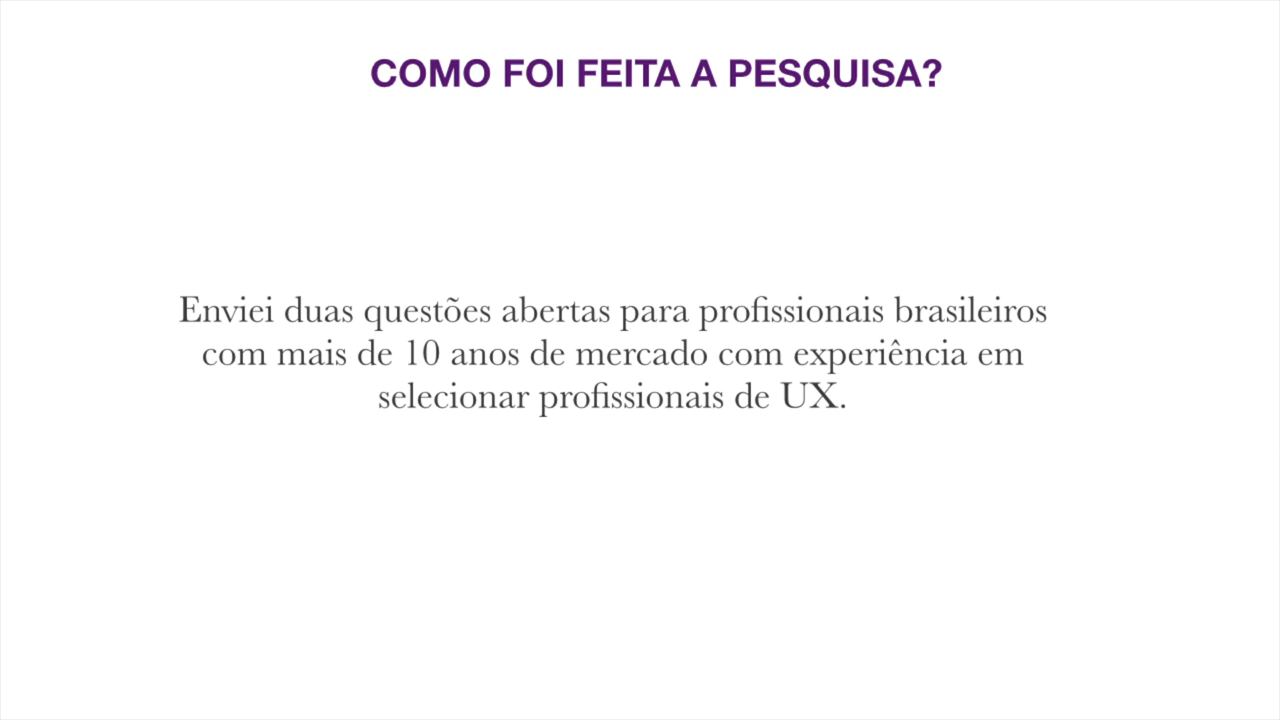 COMO FOI FEITA A PESQUISA?
Enviei duas questões abertas para profissionais brasileiros
com mais de 10 anos de mercado com experiência em
selecionar profissionais de UX.